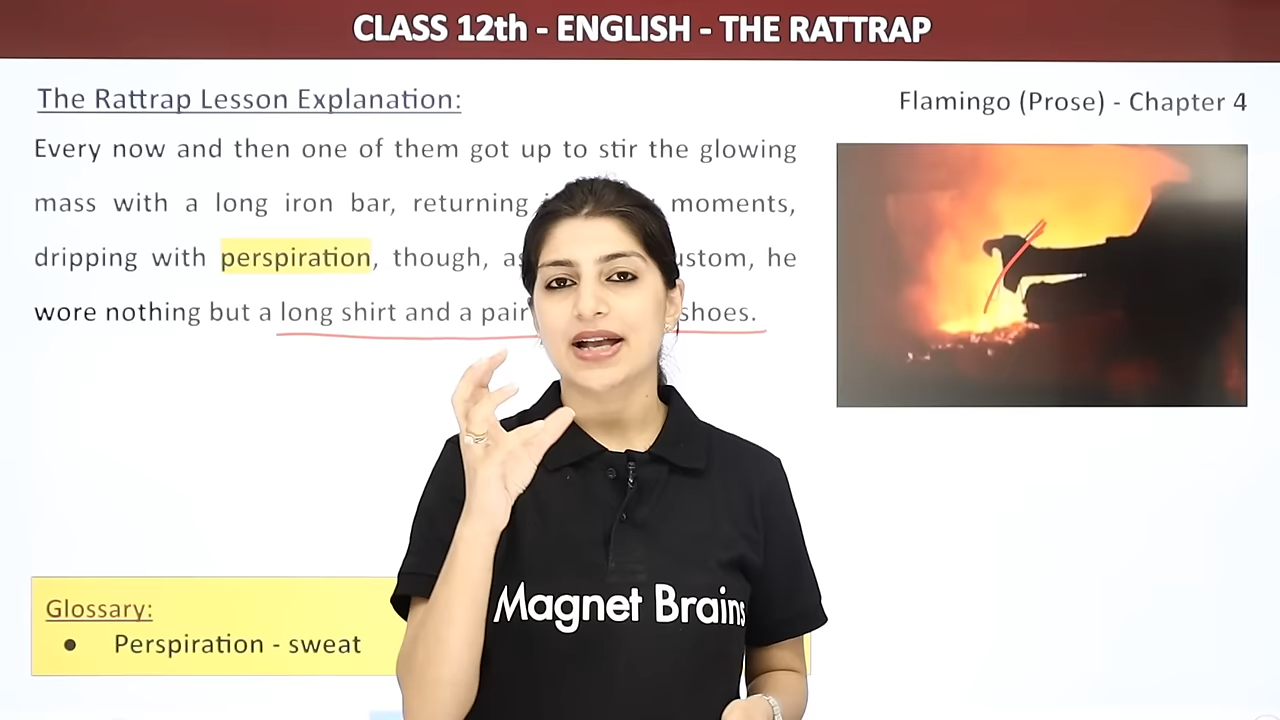 CLASS 12th - ENGLISH - THE RATTRAP
The Rattrap Lesson Explanation:
Flamingo (Prose) - Chapter 4
Every now and then one of them got up to stir the glowing
mass with a long iron bar, returning moments,
dripping with perspiration, though, as ustom, he
wore nothing but a long shirt and a pair shoes.
Magnet Brains
Glossary:
● Perspiration - sweat